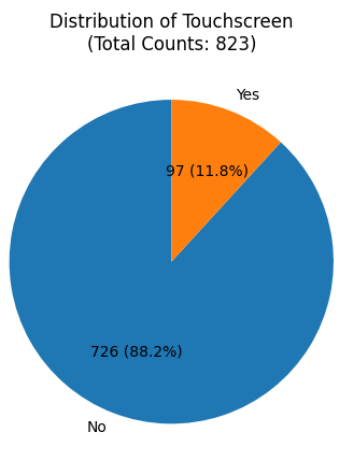 Distribution of Touchscreen
(Total Counts: 823)
Yes
97 (11.8%)
726 (88.2%)
No